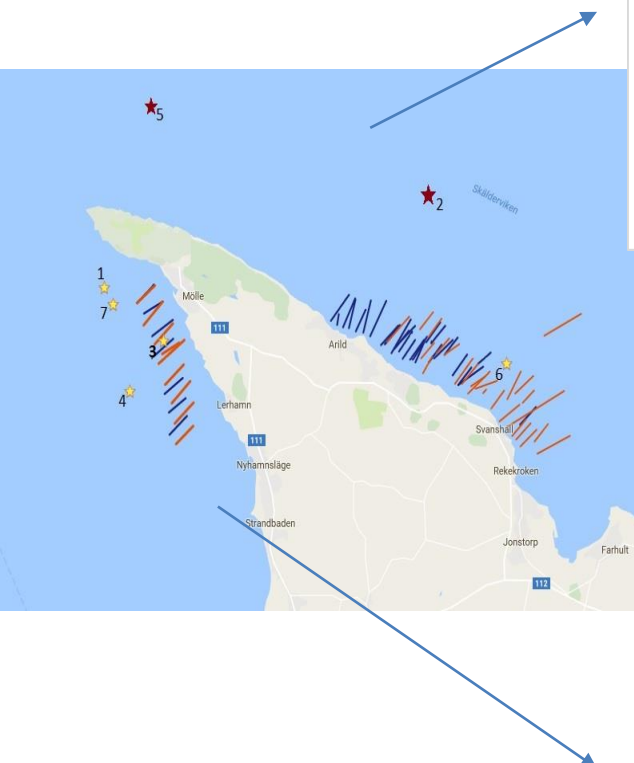 5
2
Skälderviken
1
7
Mölle
111
3
Arild
6
4
Lerhamn
Svanshall
111
Nyhamnsläge
Rekekroken
Strandbaden
Jonstorp
Farhult
112